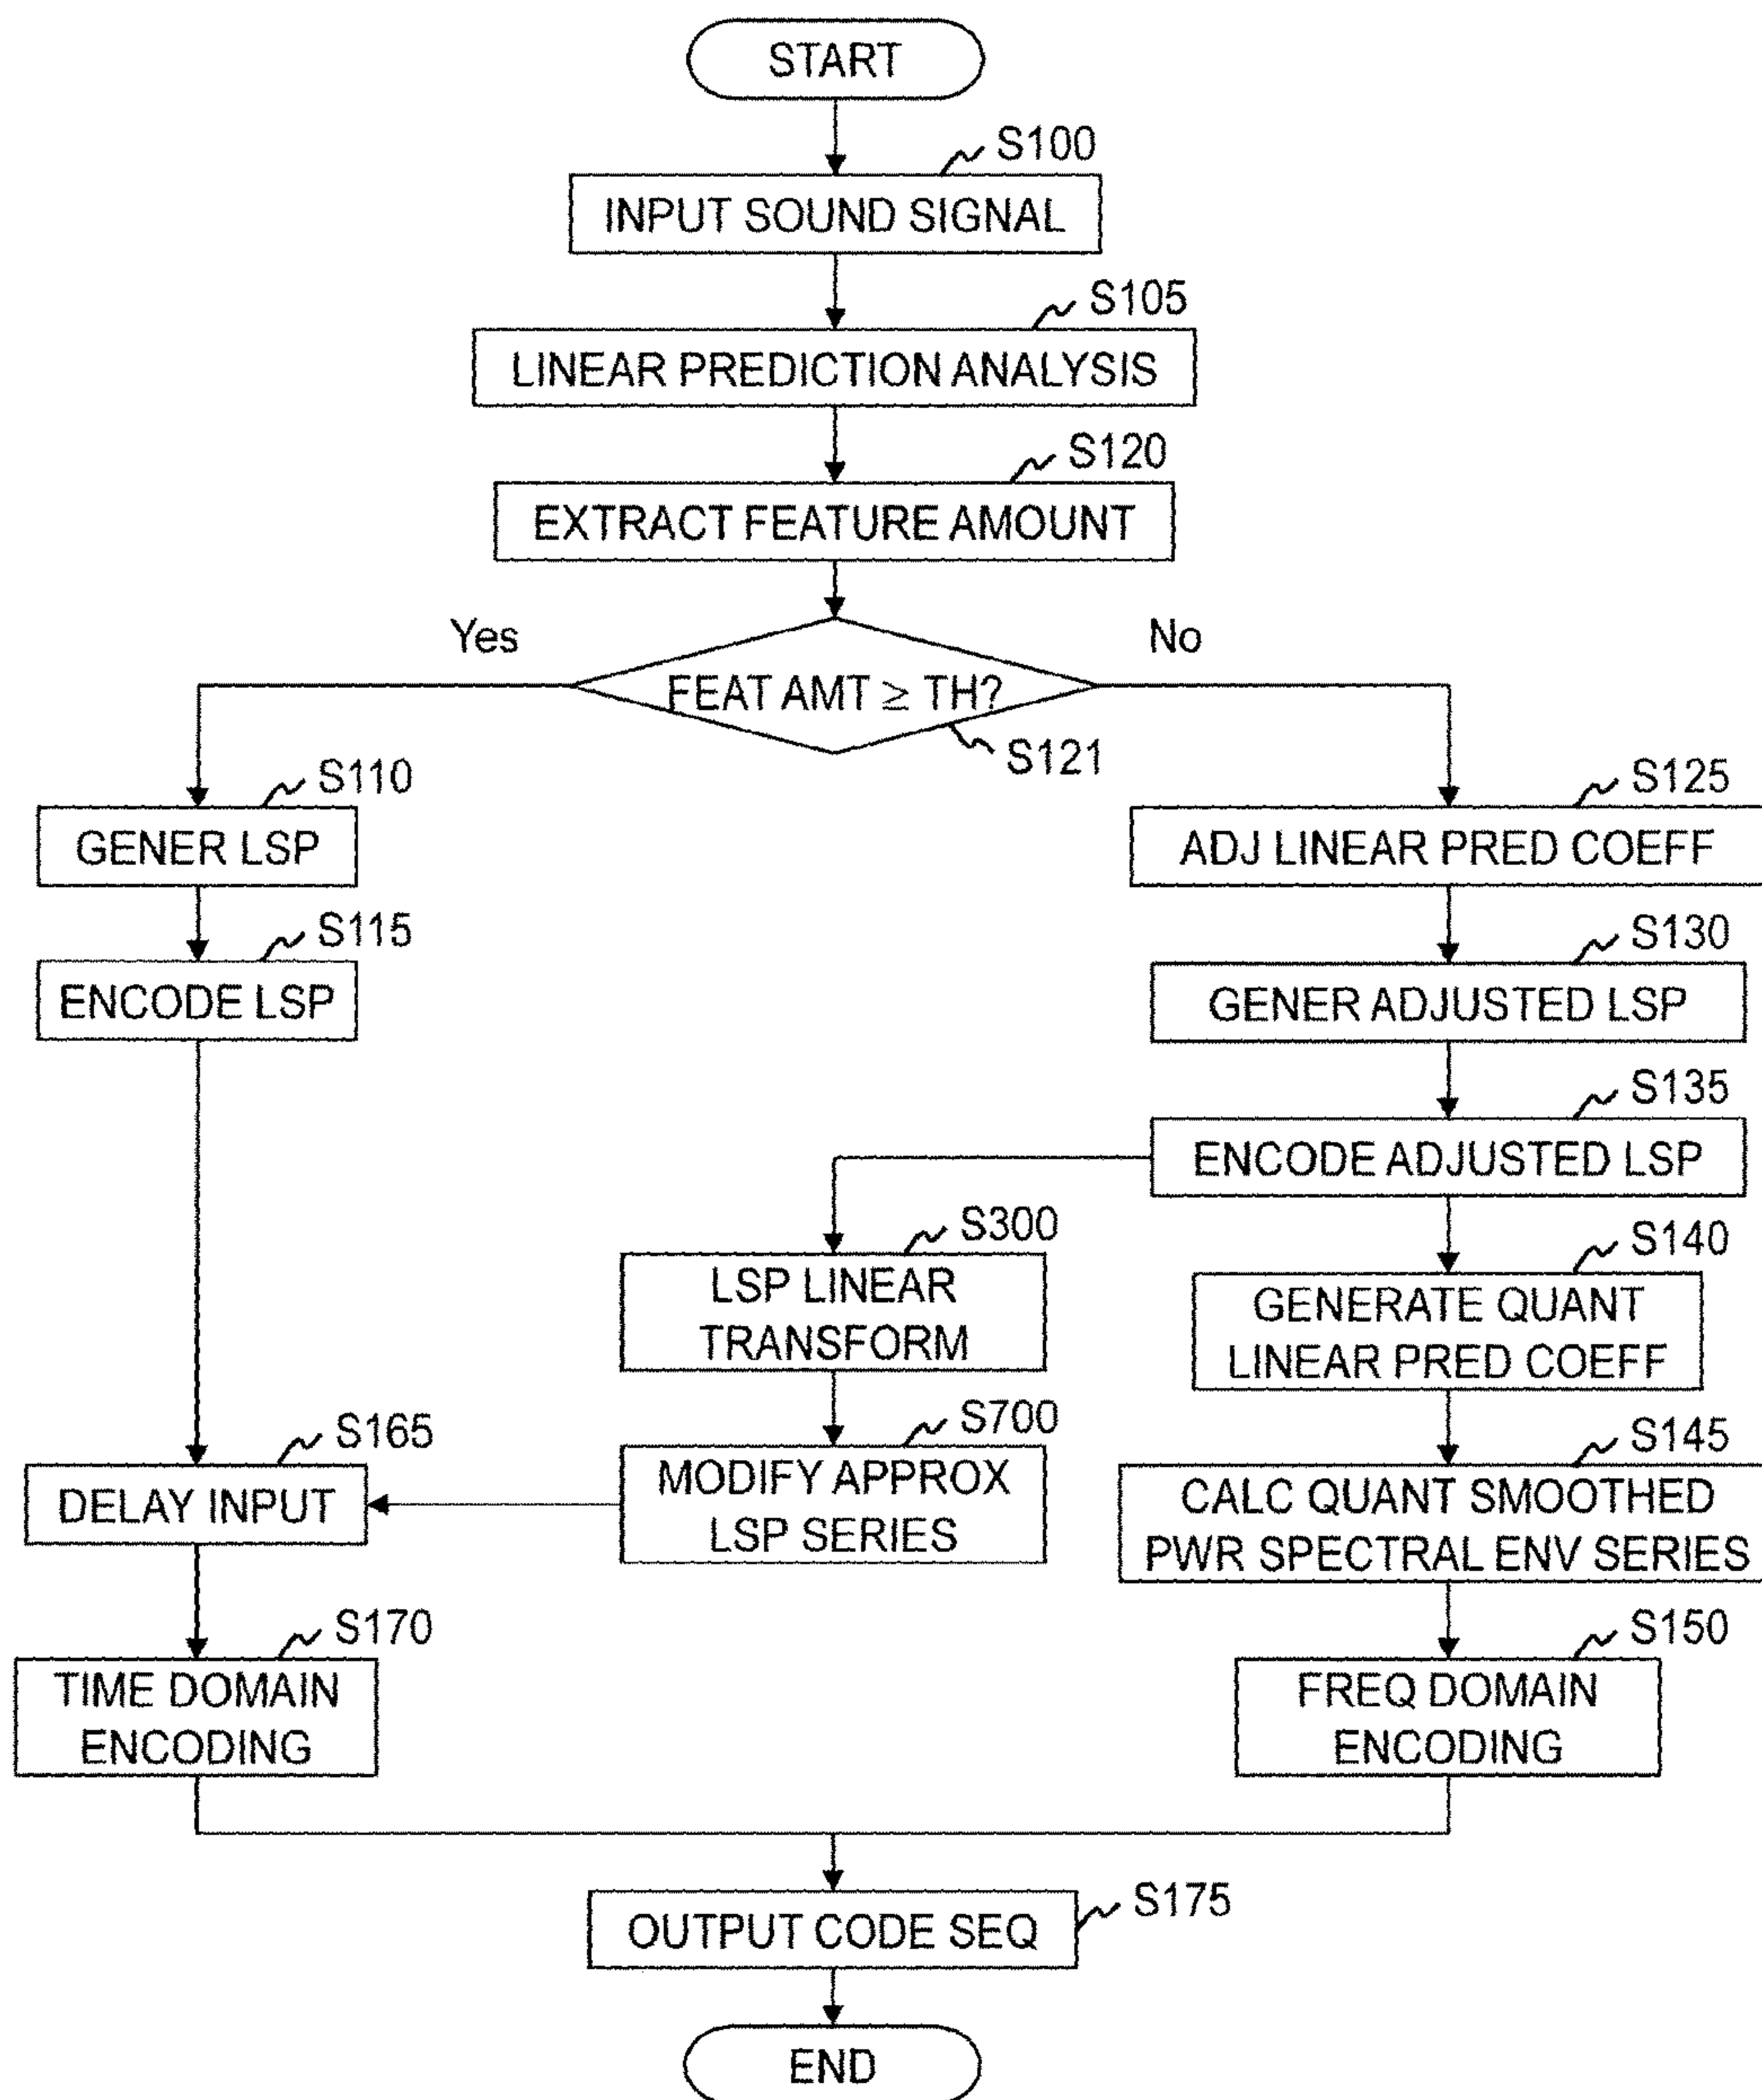 START
S100
INPUT SOUND SIGNAL
S105
LINEAR PREDICTION ANALYSIS
S120
EXTRACT FEATURE AMOUNT
Yes
No
FEAT AMT ≥ TH?
S121
S110
GENER LSP
S115
ENCODE LSP
S125
ADJ LINEAR PRED COEFF
S130
GENER ADJUSTED LSP
S135
ENCODE ADJUSTED LSP
S300
LSP LINEAR
TRANSFORM
S700
MODIFY APPROX
LSP SERIES
S140
GENERATE QUANT
LINEAR PRED COEFF
S145
CALC QUANT SMOOTHED
PWR SPECTRAL ENV SERIES
S165
DELAY INPUT
S170
TIME DOMAIN
ENCODING
S150
FREQ DOMAIN
ENCODING
S175
OUTPUT CODE SEQ
END